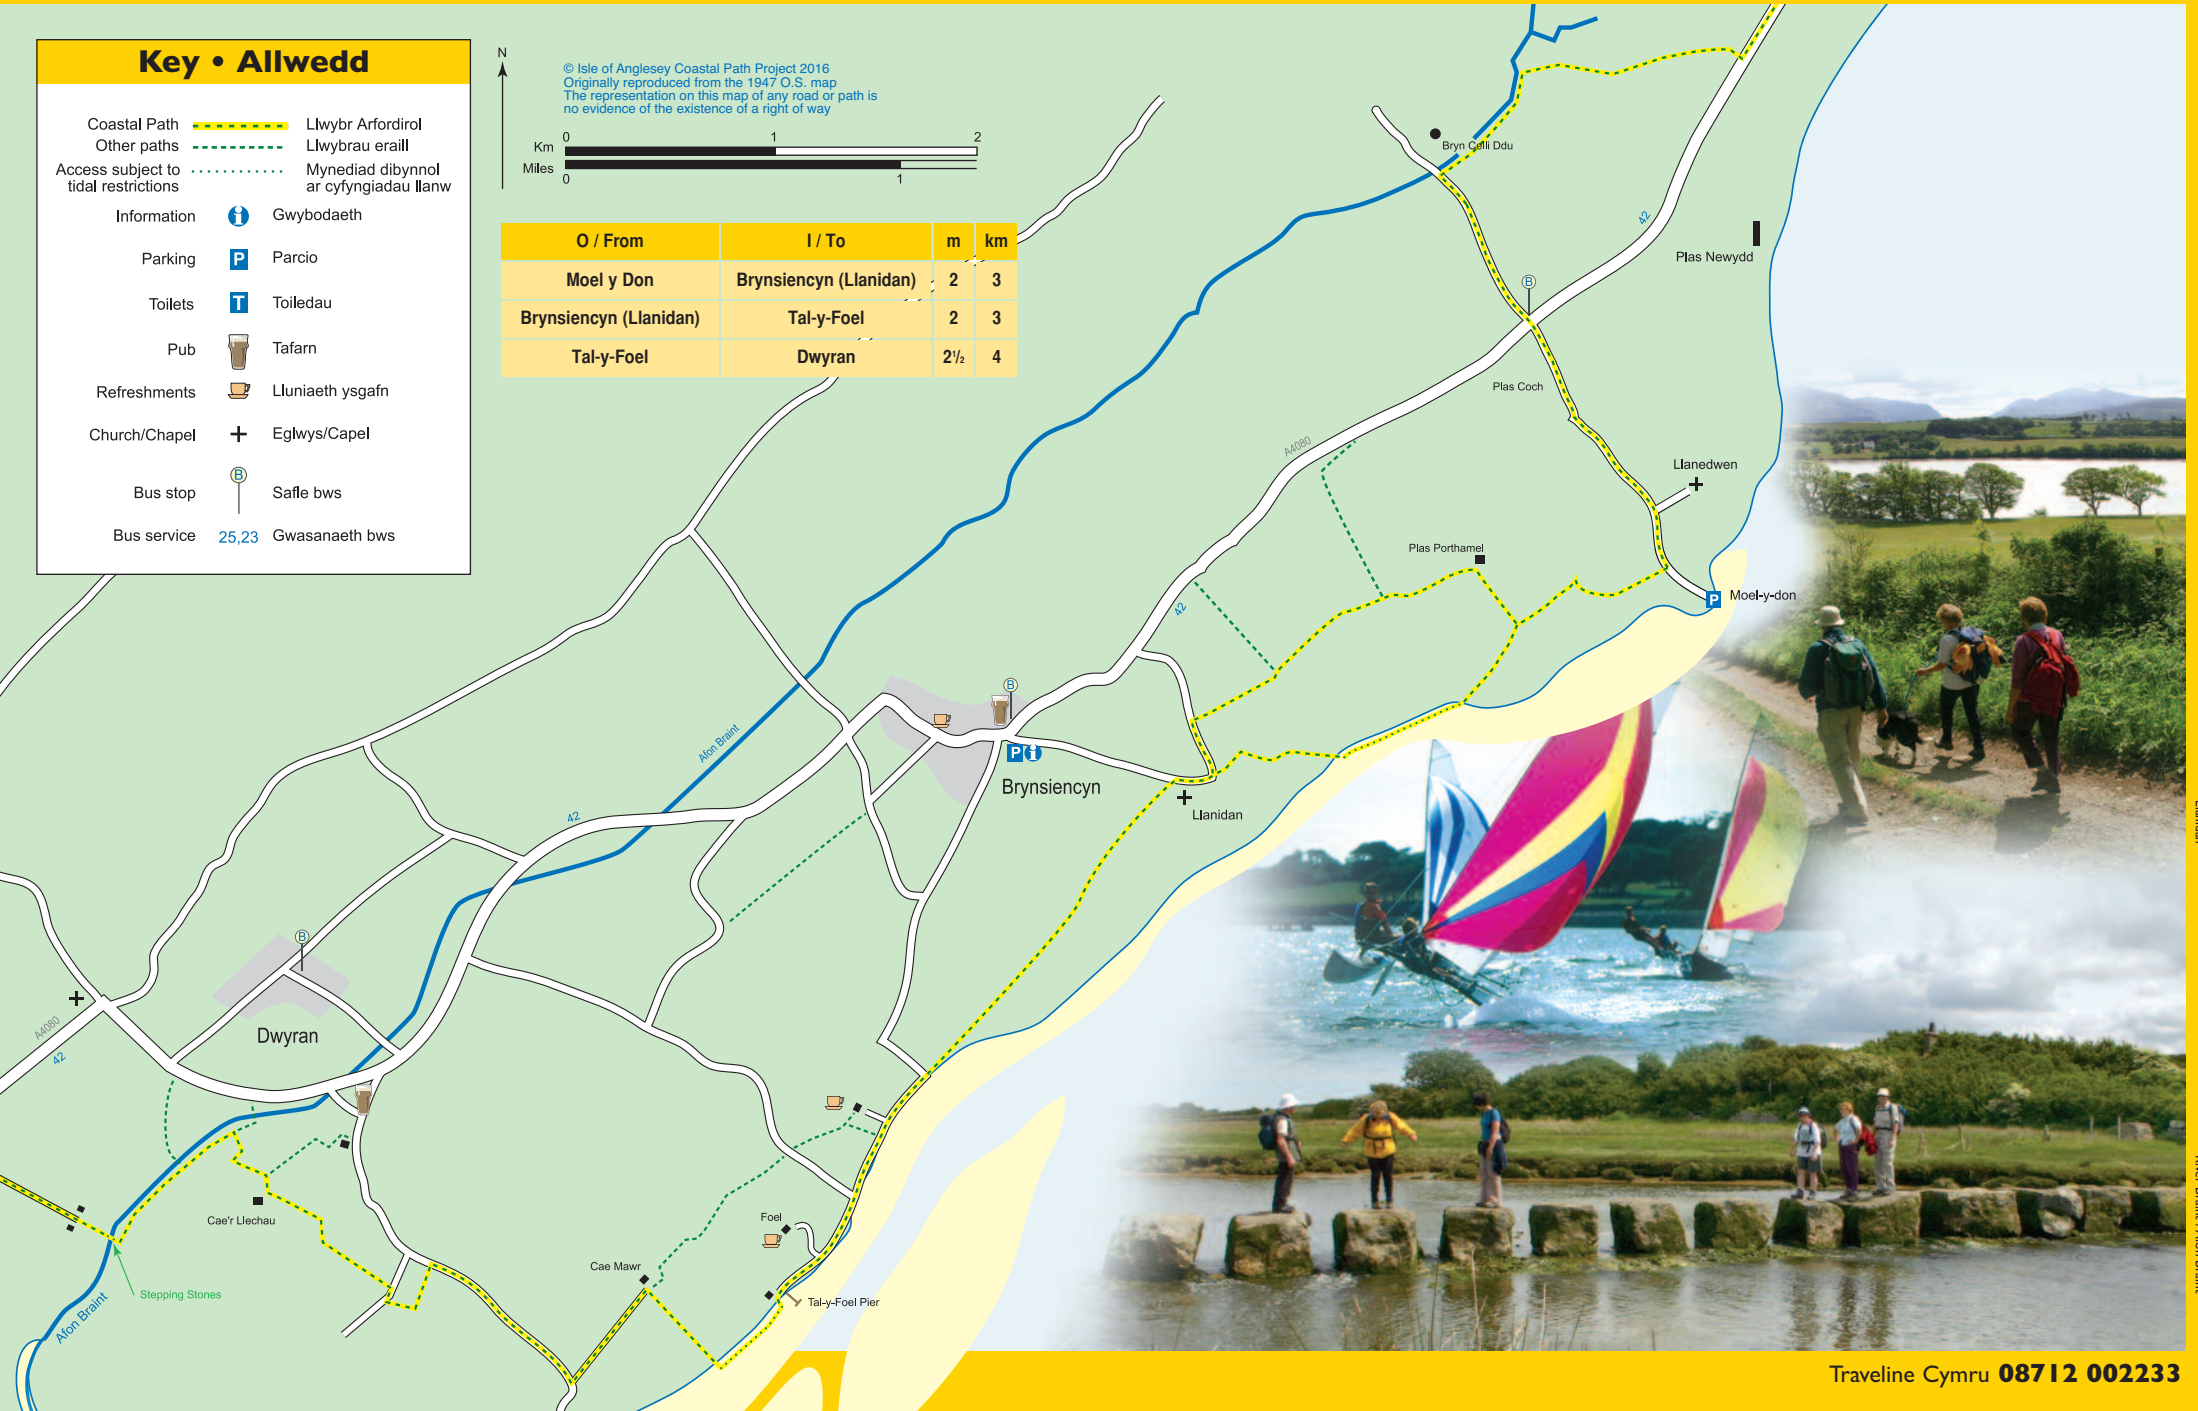 Key • Allwedd
Coastal Path Llwybr Arfordirol
Other paths Llwybrau eraill
Access subject to Mynediad dibynnol
tidal restrictions ar cyfyngiadau llanw
Information i Gwybodaeth
Parking P Parcio
Toilets T Toiledau
Pub Tafarn
Refreshments Lluniaeth ysgafn
Church/Chapel Eglwys/Capel
B
Bus stop Safle bws
Bus service 25,23 Gwasanaeth bws
N
© Isle of Anglesey Coastal Path Project 2016
Originally reproduced from the 1947 O.S. map
The representation on this map of any road or path is
no evidence of the existence of a right of way
0 1 2
Km
Miles
0 1
O / From I / To m km
Moel y Don Brynsiencyn (Llanidan) 2 3
Brynsiencyn (Llanidan) Tal-y-Foel 2 3
Tal-y-Foel Dwyran 2½ 4
Bryn Celli Ddu
42
Plas Newydd
B
Plas Coch
A4080
Llanedwen
Plas Porthamel
P Moel-y-don
42
B
Afon Braint
P i
Brynsiencyn
Llanidan
42
B
Dwyran
A4080
42
Cae'r Llechau
Foel
Cae Mawr
Stepping Stones
Tal-y-Foel Pier
Afon Braint
Traveline Cymru 08712 002233